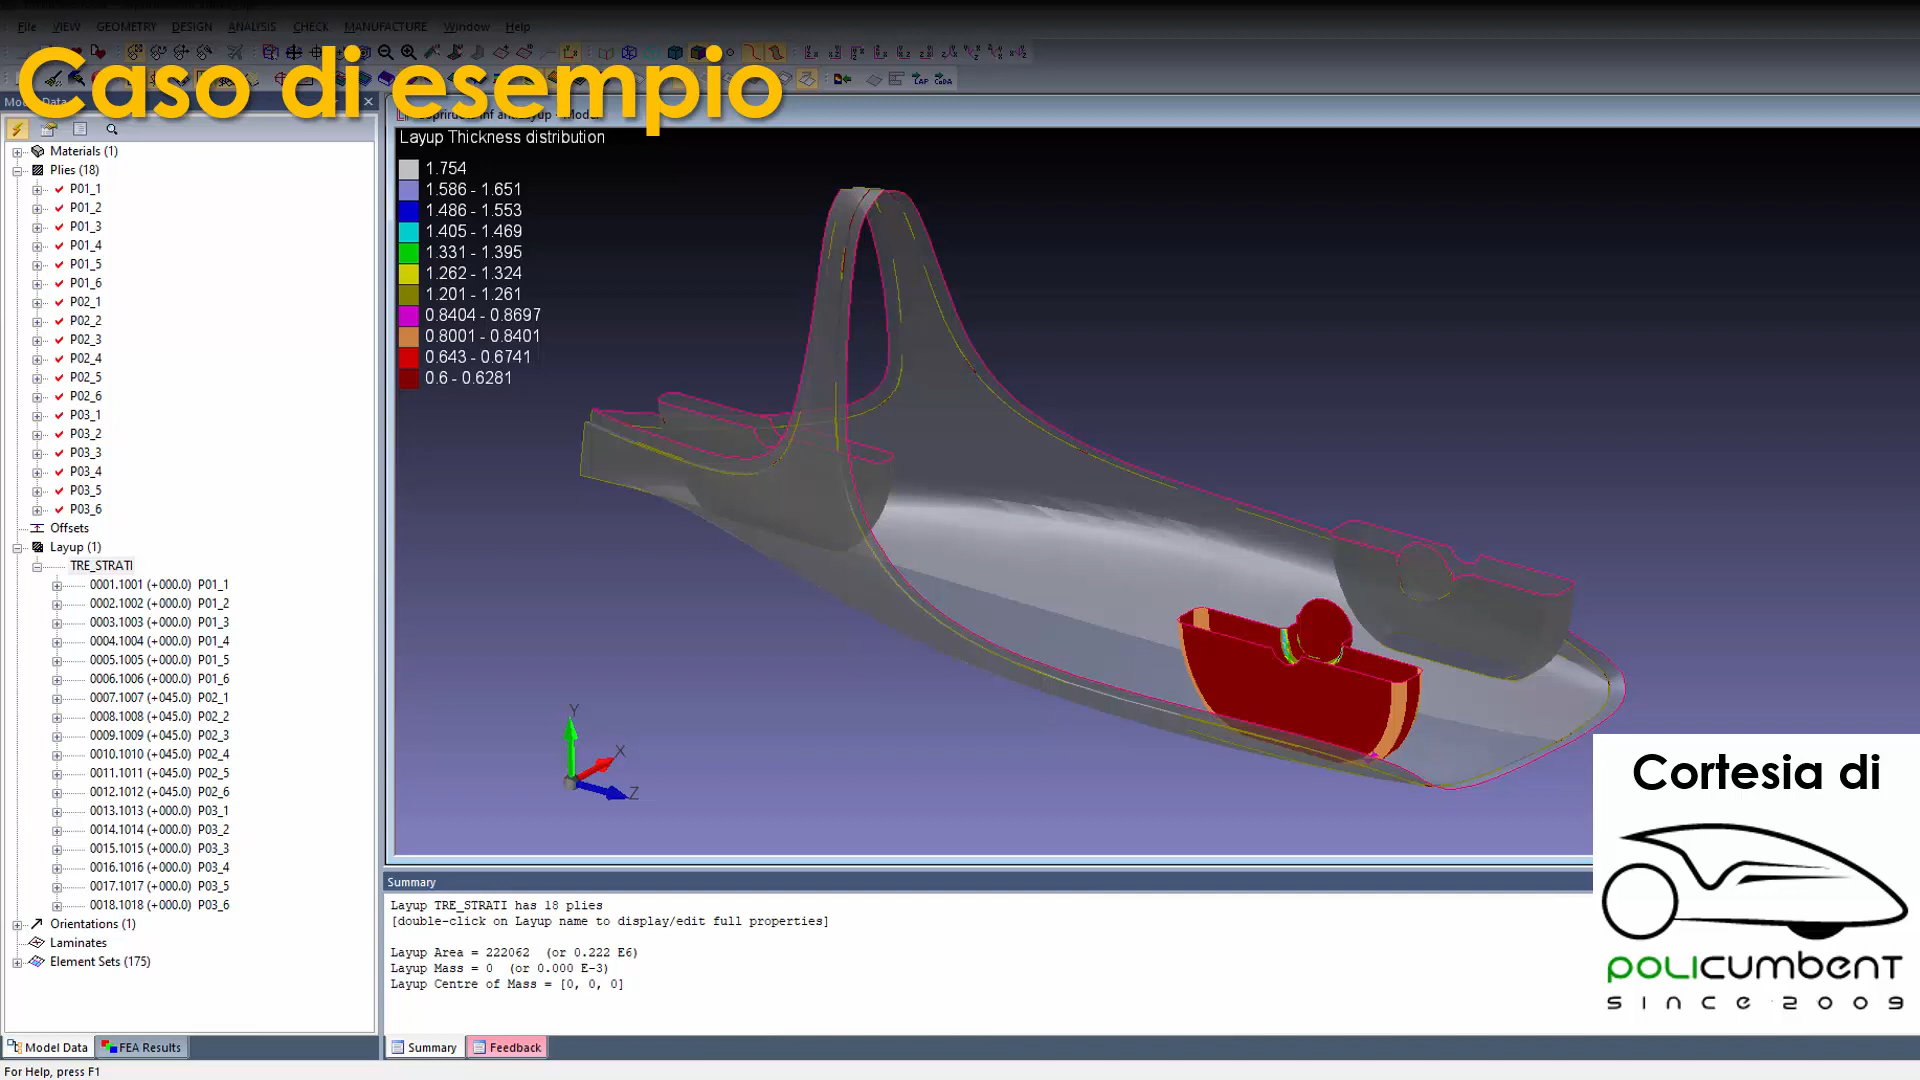 File VIEW GEOMETRY DESIGN ANALYSIS CHECK MANUFACTURE Window Help
Caso di esempio
LAP CoDA
Layup Thickness distribution
1.754
1.586 - 1.651
1.486 - 1.553
1.405 - 1.469
1.331 - 1.395
1.262 - 1.324
1.201 - 1.261
0.8404 - 0.8697
0.8001 - 0.8401
0.643 - 0.6741
0.6 - 0.6281
Materials (1)
Plies (18)
P01_1
P01_2
P01_3
P01_4
P01_5
P01_6
P02_1
P02_2
P02_3
P02_4
P02_5
P02_6
P03_1
P03_2
P03_3
P03_4
P03_5
P03_6
Offsets
Layup (1)
TRE_STRATI
0001.1001 (+000.0) P01_1
0002.1002 (+000.0) P01_2
0003.1003 (+000.0) P01_3
0004.1004 (+000.0) P01_4
0005.1005 (+000.0) P01_5
0006.1006 (+000.0) P01_6
0007.1007 (+045.0) P02_1
0008.1008 (+045.0) P02_2
0009.1009 (+045.0) P02_3
0010.1010 (+045.0) P02_4
0011.1011 (+045.0) P02_5
0012.1012 (+045.0) P02_6
0013.1013 (+000.0) P03_1
0014.1014 (+000.0) P03_2
0015.1015 (+000.0) P03_3
0016.1016 (+000.0) P03_4
0017.1017 (+000.0) P03_5
0018.1018 (+000.0) P03_6
Orientations (1)
Laminates
Element Sets (175)
Model Data FEA Results
Y
X
Z
Summary
Layup TRE_STRATI has 18 plies
[double-click on Layup name to display/edit full properties]
Layup Area = 222062 (or 0.222 E6)
Layup Mass = 0 (or 0.000 E-3)
Layup Centre of Mass = [0, 0, 0]
Summary Feedback
For Help, press F1
Cortesia di
POLICUMBENT
SINCE 2009